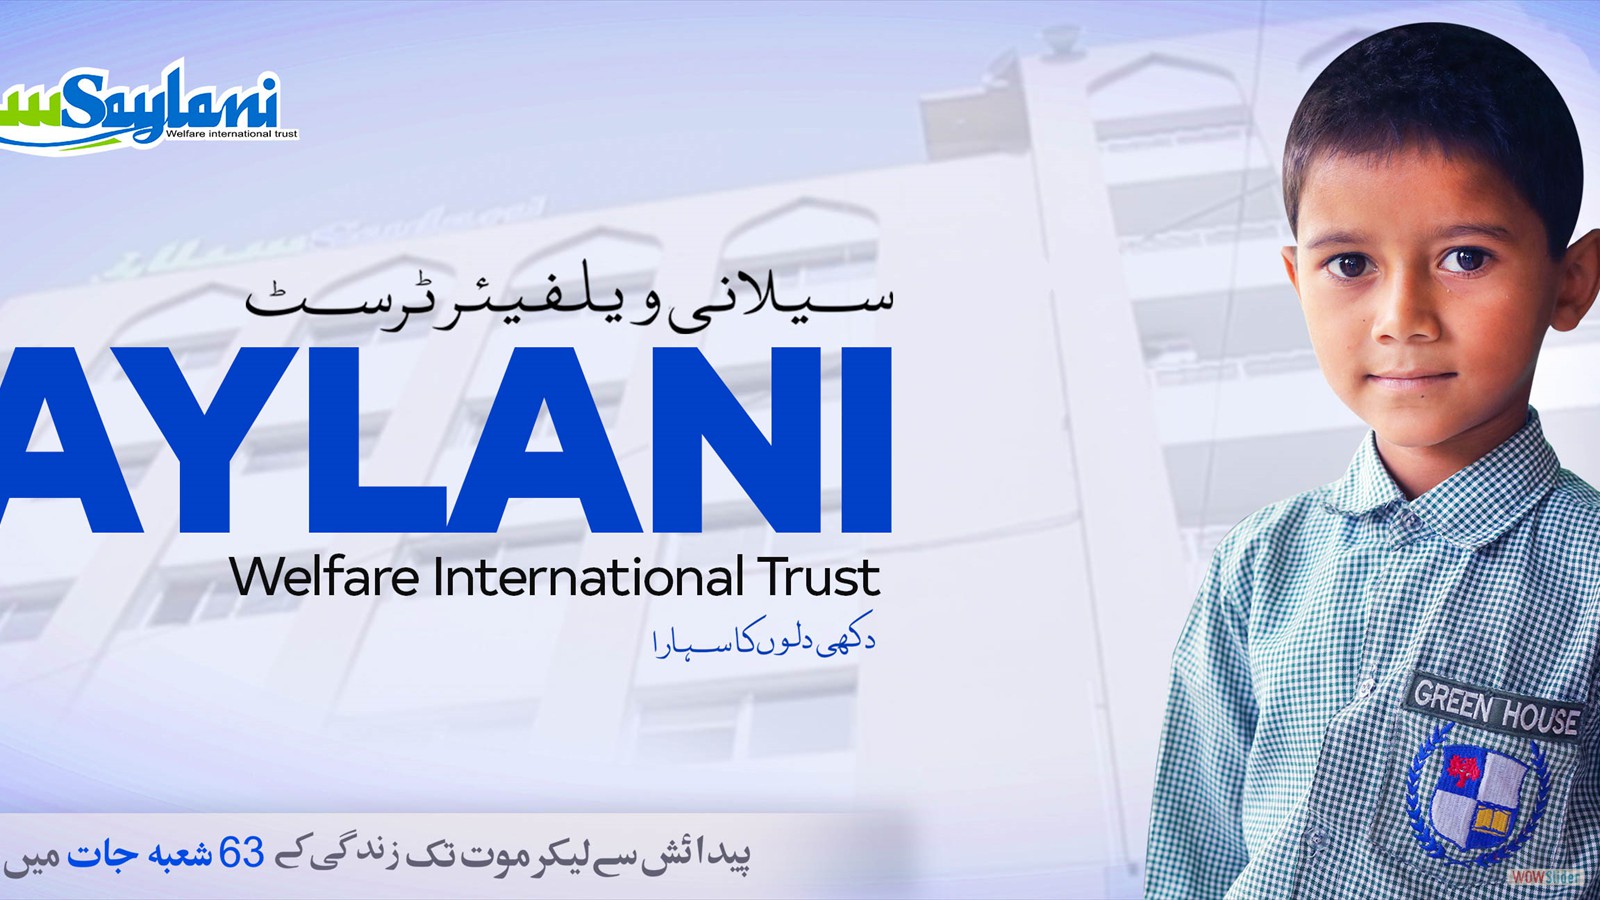 Saylani
Welfare international trust
سیلانی ویلفیئر ٹرسٹ
AYLANI
Welfare International Trust
دکھی دلوں کا سہارا
GREEN HOUSE
پیدائش سے لیکر موت تک زندگی کے 63 شعبہ جات میں
WOWSlider